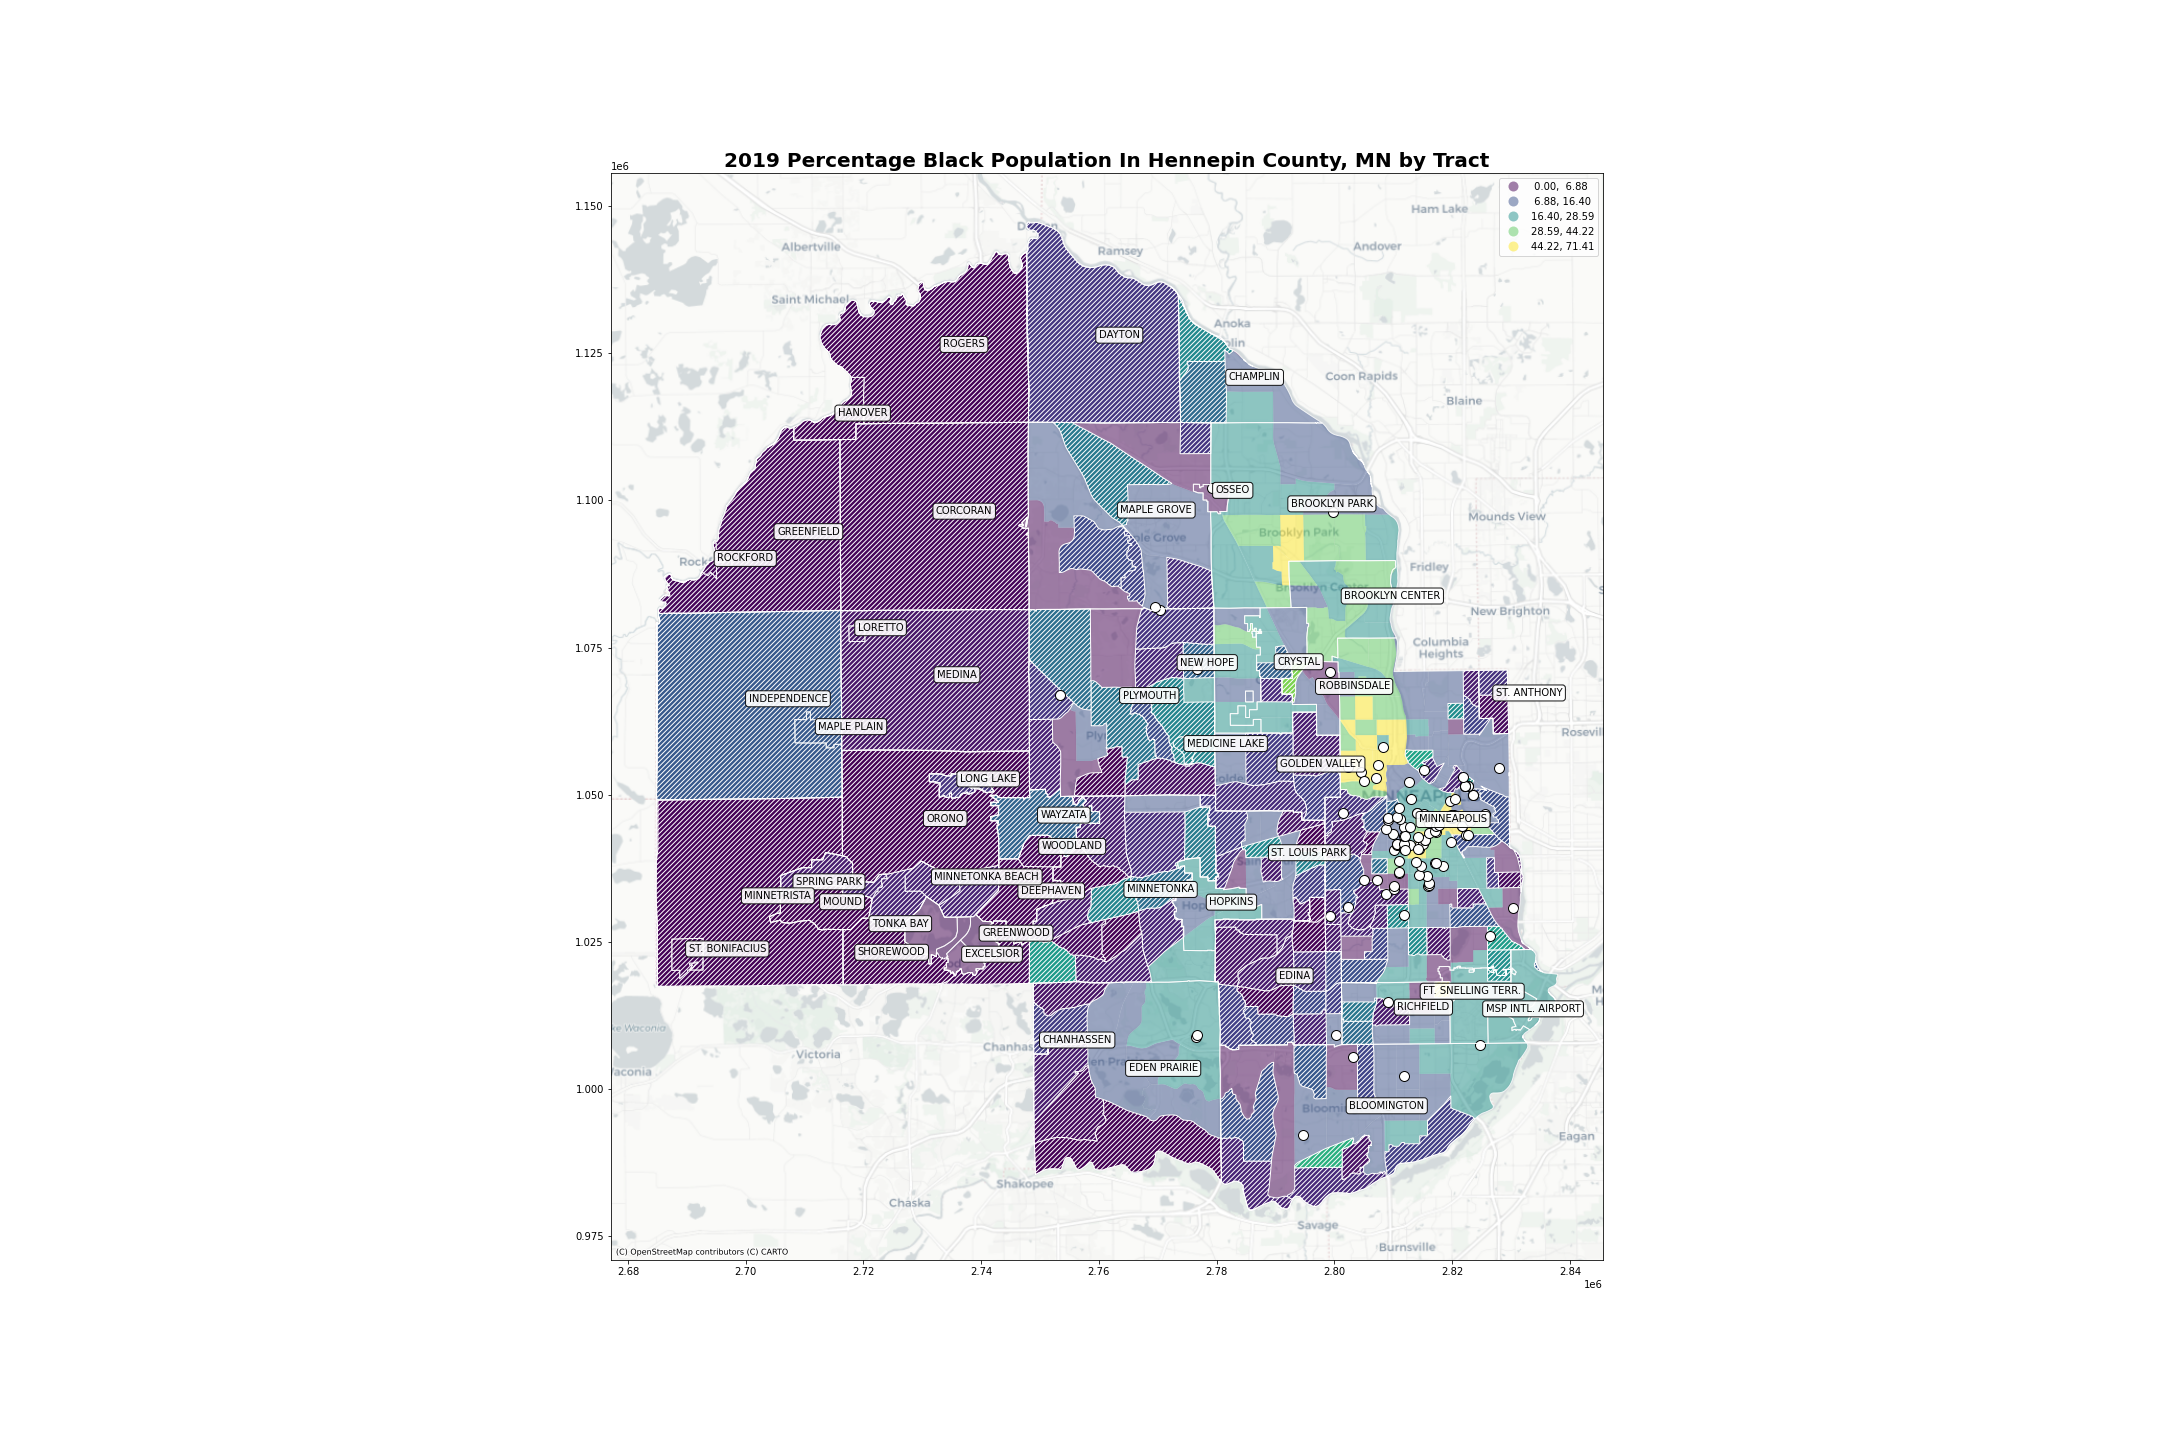 2019 Percentage Black Population In Hennepin County, MN by Tract
1e6
0.00, 6.88
6.88, 16.40
16.40, 28.59
28.59, 44.22
44.22, 71.41
1.150
1.125
1.100
1.075
1.050
1.025
1.000
0.975
Ham Lake
Albertville
Ramsey
Andover
Saint Michael
Anoka
DAYTON
ROGERS
CHAMPLIN
Coon Rapids
Blaine
HANOVER
OSSEO
BROOKLYN PARK
MAPLE GROVE
CORCORAN
Mounds View
GREENFIELD
Brooklyn Park
ROCKFORD
Fridley
Brooklyn Center
BROOKLYN CENTER
New Brighton
LORETTO
Columbia
Heights
NEW HOPE
CRYSTAL
MEDINA
ROBBINSDALE
ST. ANTHONY
INDEPENDENCE
PLYMOUTH
MAPLE PLAIN
MEDICINE LAKE
GOLDEN VALLEY
LONG LAKE
ORONO
WAYZATA
MINNEAPOLIS
WOODLAND
ST. LOUIS PARK
SPRING PARK
MINNETONKA BEACH
MINNETRISTA
DEEPHAVEN
MINNETONKA
MOUND
HOPKINS
TONKA BAY
GREENWOOD
ST. BONIFACIUS
SHOREWOOD
EXCELSIOR
EDINA
FT. SNELLING TERR.
RICHFIELD
MSP INTL. AIRPORT
Victoria
CHANHASSEN
EDEN PRAIRIE
BLOOMINGTON
Eagan
Shakopee
Chaska
Savage
Burnsville
(C) OpenStreetMap contributors (C) CARTO
2.68 2.70 2.72 2.74 2.76 2.78 2.80 2.82 2.84
1e6